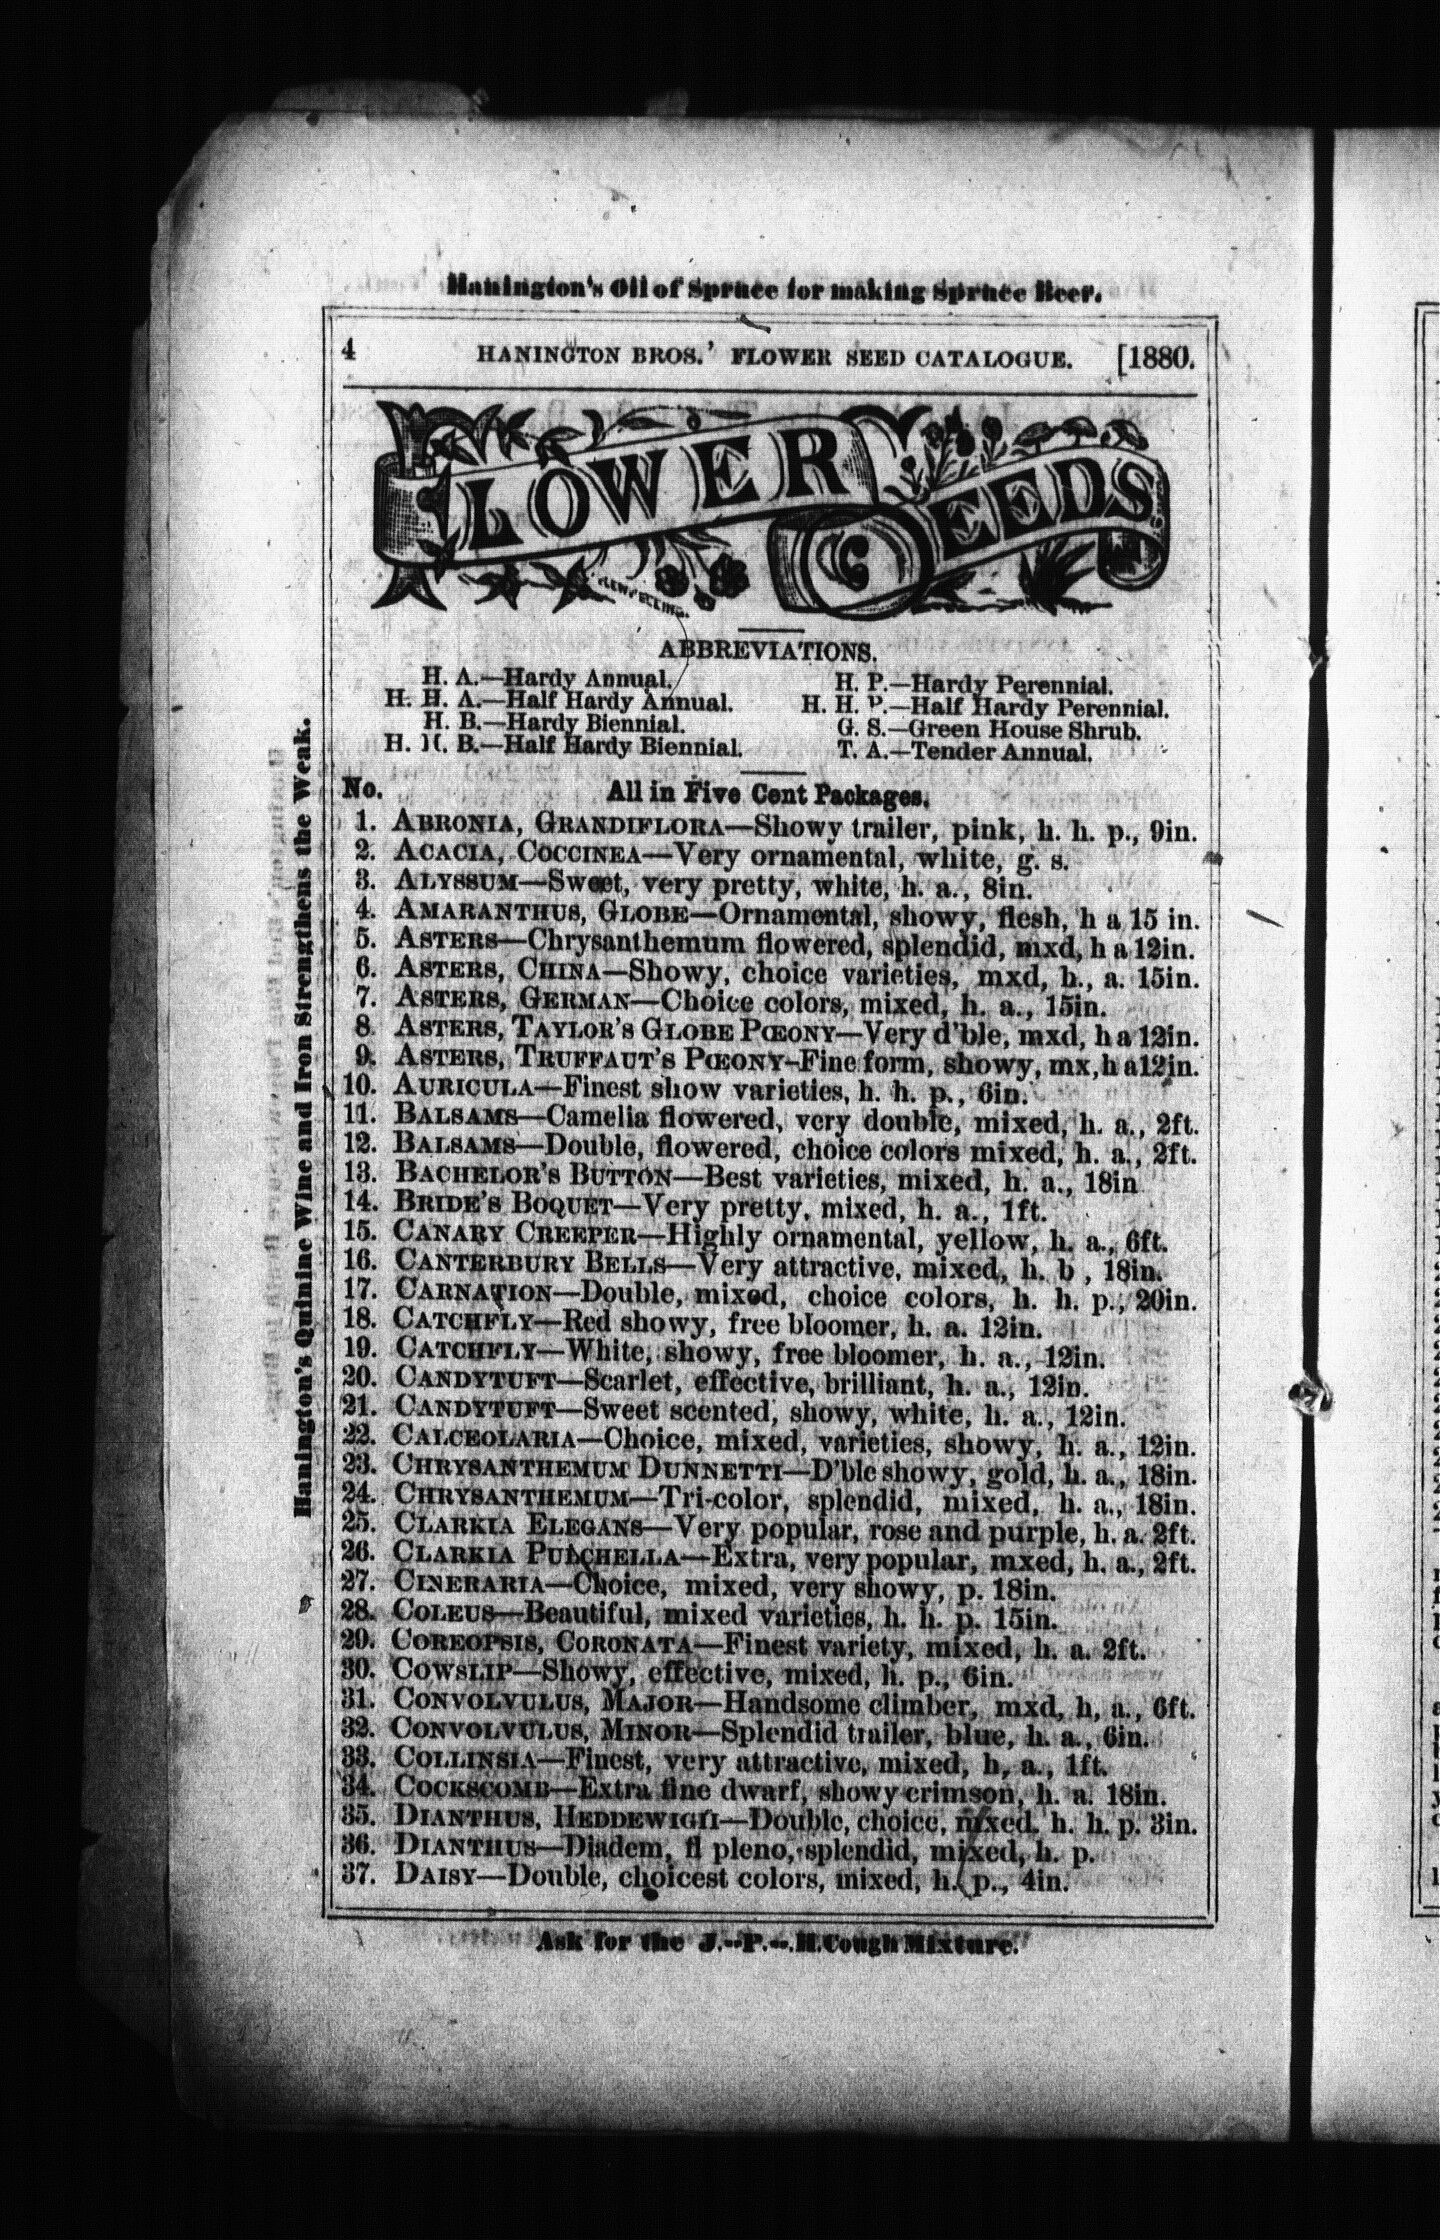 Hanington's Oil of Spruce for making Spruce Beer.
4 HANINGTON BROS.' FLOWER SEED CATALOGUE. [1880.
FLOWER SEEDS
ABBREVIATIONS.
H. A.—Hardy Annual. H. P.—Hardy Perennial.
H. H. A.—Half Hardy Annual. H. H. P.—Half Hardy Perennial.
H. B.—Hardy Biennial. G. S.—Green House Shrub.
H. H. B.—Half Hardy Biennial. T. A.—Tender Annual.
No. All in Five Cent Packages.
1. ABRONIA, GRANDIFLORA—Showy trailer, pink, h. h. p., 9in.
2. ACACIA, COCCINEA—Very ornamental, white, g. s.
3. ALYSSUM—Sweet, very pretty, white, h. a., 8in.
4. AMARANTHUS, GLOBE—Ornamental, showy, flesh, h a 15 in.
5. ASTERS—Chrysanthemum flowered, splendid, mxd, h a 12in.
6. ASTERS, CHINA—Showy, choice varieties, mxd, h., a. 15in.
7. ASTERS, GERMAN—Choice colors, mixed, h. a., 15in.
8. ASTERS, TAYLOR'S GLOBE PŒONY—Very d'ble, mxd, h a 12in.
9. ASTERS, TRUFFAUT'S PŒONY-Fine form, showy, mx, h a12in.
10. AURICULA—Finest show varieties, h. h. p., 6in.
11. BALSAMS—Camelia flowered, very double, mixed, h. a., 2ft.
12. BALSAMS—Double, flowered, choice colors mixed, h. a., 2ft.
13. BACHELOR'S BUTTON—Best varieties, mixed, h. a., 18in
14. BRIDE'S BOQUET—Very pretty, mixed, h. a., 1ft.
15. CANARY CREEPER—Highly ornamental, yellow, h. a., 6ft.
16. CANTERBURY BELLS—Very attractive, mixed, h. b , 18in.
17. CARNATION—Double, mixed, choice colors, h. h. p., 20in.
18. CATCHFLY—Red showy, free bloomer, h. a. 12in.
19. CATCHFLY—White, showy, free bloomer, h. a., 12in.
20. CANDYTUFT—Scarlet, effective, brilliant, h. a., 12in.
21. CANDYTUFT—Sweet scented, showy, white, h. a., 12in.
22. CALCEOLARIA—Choice, mixed, varieties, showy, h. a., 12in.
23. CHRYSANTHEMUM DUNNETTI—D'ble showy, gold, h. a., 18in.
24. CHRYSANTHEMUM—Tri-color, splendid, mixed, h. a., 18in.
25. CLARKIA ELEGANS—Very popular, rose and purple, h. a. 2ft.
26. CLARKIA PULCHELLA—Extra, very popular, mxed, h. a., 2ft.
27. CINERARIA—Choice, mixed, very showy, p. 18in.
28. COLEUS—Beautiful, mixed varieties, h. h. p. 15in.
29. COREOPSIS, CORONATA—Finest variety, mixed, h. a. 2ft.
30. COWSLIP—Showy, effective, mixed, h. p., 6in.
31. CONVOLVULUS, MAJOR—Handsome climber, mxd, h, a., 6ft.
32. CONVOLVULUS, MINOR—Splendid trailer, blue, h. a., 6in.
33. COLLINSIA—Finest, very attractive, mixed, h, a., 1ft.
34. COCKSCOMB—Extra fine dwarf, showy crimson, h. a. 18in.
35. DIANTHUS, HEDDEWIGII—Double, choice, mixed. h. h. p. 3in.
36. DIANTHUS—Diadem, fl pleno, splendid, mixed, h. p.
37. DAISY—Double, choicest colors, mixed, h. p., 4in.
Ask for the J.--P.--.H. Cough Mixture.
Hanington's Quinine Wine and Iron Strengthens the Weak.